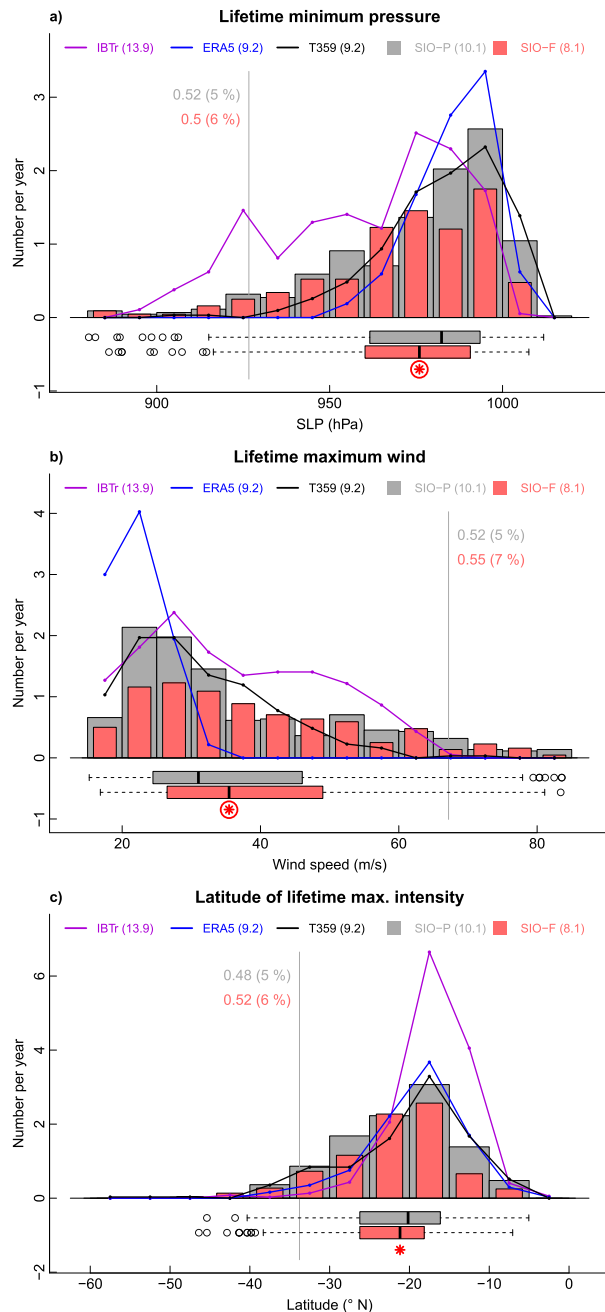 a)
Lifetime minimum pressure
IBTr (13.9) ERA5 (9.2) T359 (9.2) SIO−P (10.1) SIO−F (8.1)
0.52 (5 %)
0.5 (6 %)
Number per year
3
2
1
0
−1
900 950 1000
SLP (hPa)
b)
Lifetime maximum wind
IBTr (13.9) ERA5 (9.2) T359 (9.2) SIO−P (10.1) SIO−F (8.1)
0.52 (5 %)
0.55 (7 %)
Number per year
4
3
2
1
0
−1
20 40 60 80
Wind speed (m/s)
c)
Latitude of lifetime max. intensity
IBTr (13.9) ERA5 (9.2) T359 (9.2) SIO−P (10.1) SIO−F (8.1)
0.48 (5 %)
0.52 (6 %)
Number per year
6
4
2
0
−2
−60 −50 −40 −30 −20 −10 0
Latitude (° N)